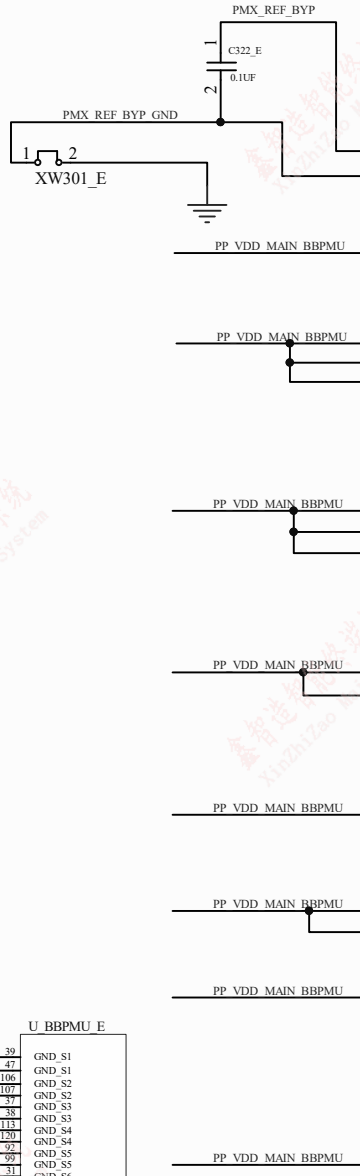 PMX_REF_BYP
1
C322_E
0.1UF
2
PMX_REF_BYP_GND
1 2
XW301_E
PP_VDD_MAIN_BBPMU
PP_VDD_MAIN_BBPMU
PP_VDD_MAIN_BBPMU
PP_VDD_MAIN_BBPMU
PP_VDD_MAIN_BBPMU
PP_VDD_MAIN_BBPMU
PP_VDD_MAIN_BBPMU
U_BBPMU_E
39 GND_S1
47 GND_S1
106 GND_S2
107 GND_S2
37 GND_S3
38 GND_S3
113 GND_S4
120 GND_S4
92 GND_S5
99 GND_S5
31
PP_VDD_MAIN_BBPMU